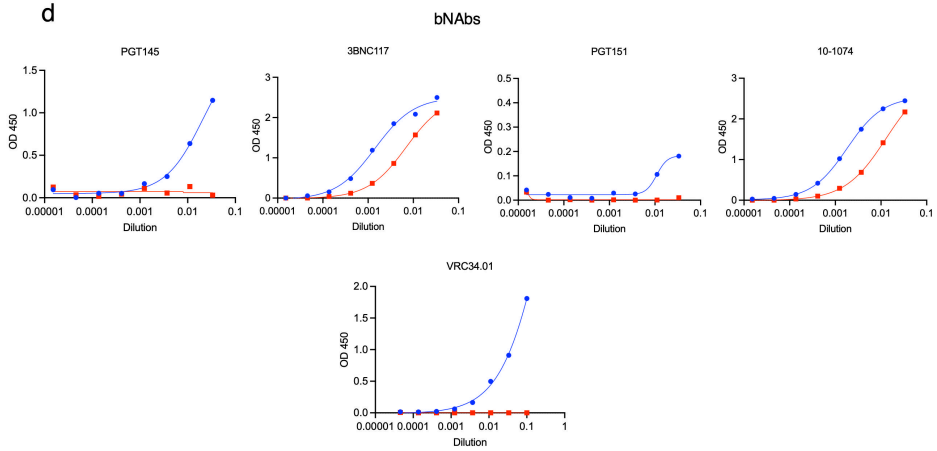 d
bNAbs
PGT145
1.5
1.0
0.5
0.0
OD 450
0.00001 0.0001 0.001 0.01 0.1
Dilution
3BNC117
3
2
1
0
OD 450
0.00001 0.0001 0.001 0.01 0.1
Dilution
PGT151
0.5
0.4
0.3
0.2
0.1
0.0
OD 450
0.00001 0.0001 0.001 0.01 0.1
Dilution
10-1074
3
2
1
0
OD 450
0.00001 0.0001 0.001 0.01 0.1
Dilution
VRC34.01
2.0
1.5
1.0
0.5
0.0
OD 450
0.00001 0.0001 0.001 0.01 0.1 1
Dilution